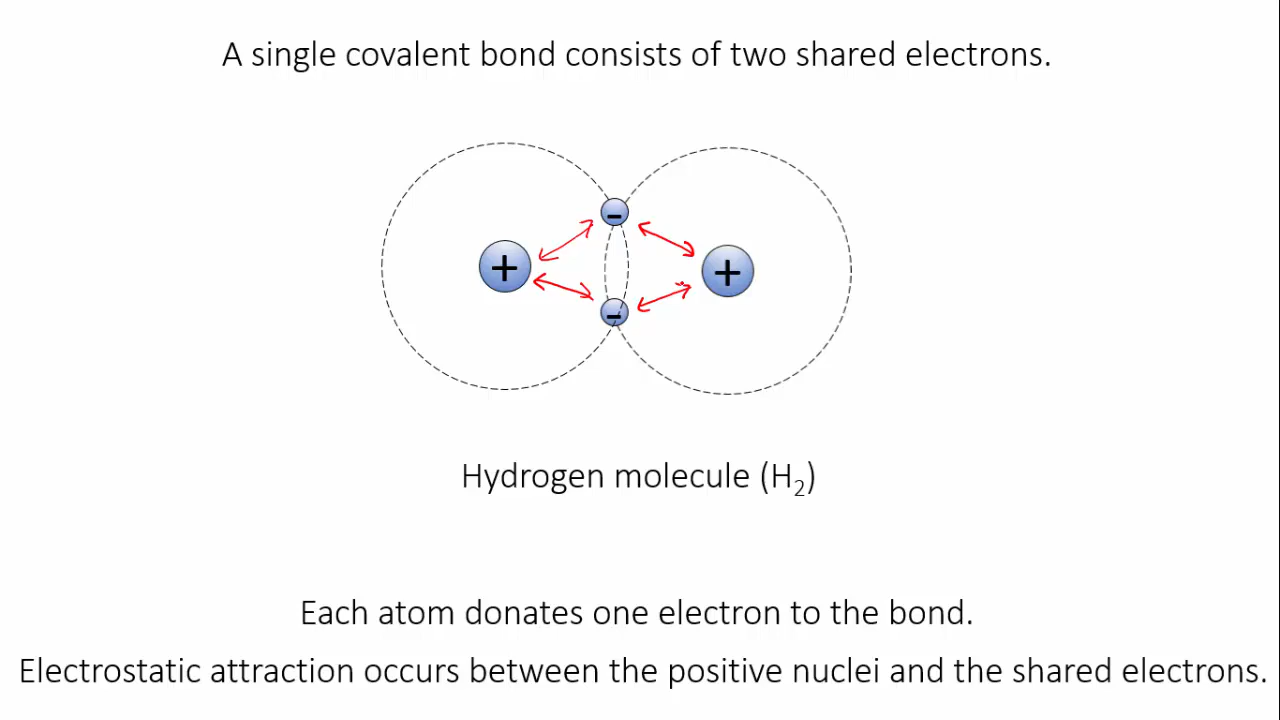 A single covalent bond consists of two shared electrons.
-
+
+
-
Hydrogen molecule (H₂)
Each atom donates one electron to the bond.
Electrostatic attraction occurs between the positive nuclei and the shared electrons.